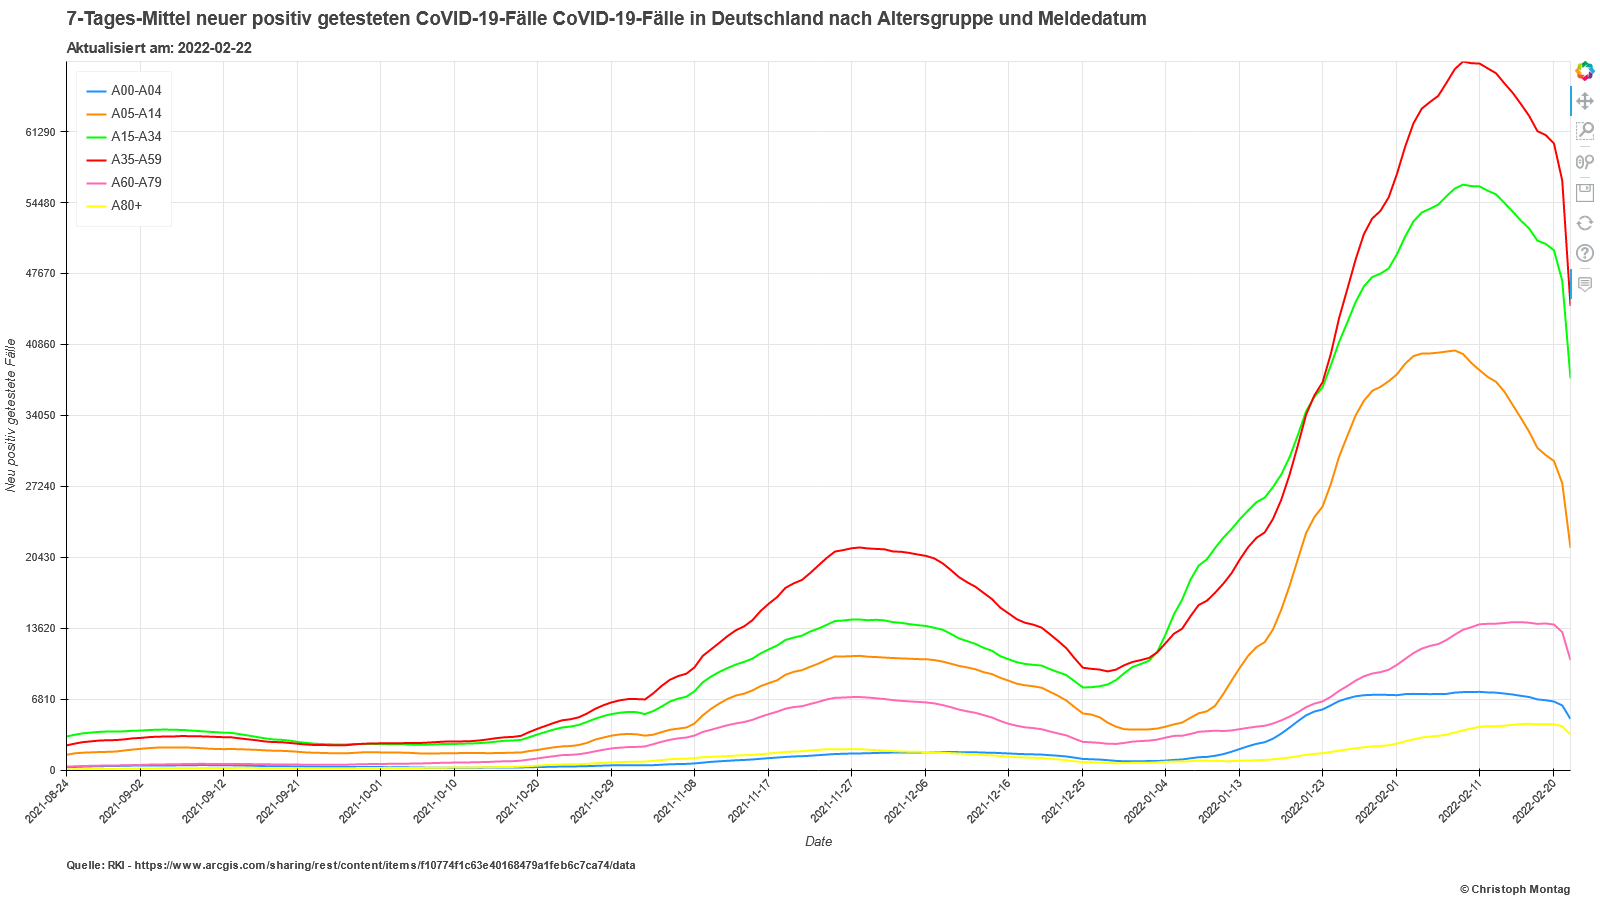 7-Tages-Mittel neuer positiv getesteten CoVID-19-Fälle CoVID-19-Fälle in Deutschland nach Altersgruppe und Meldedatum
Aktualisiert am: 2022-02-22
A00-A04
A05-A14
A15-A34
A35-A59
A60-A79
A80+
Neu positiv getestete Fälle
61290
54480
47670
40860
34050
27240
20430
13620
6810
0
2021-08-24
2021-09-02
2021-09-12
2021-09-21
2021-10-01
2021-10-10
2021-10-20
2021-10-29
2021-11-08
2021-11-17
2021-11-27
2021-12-06
2021-12-16
2021-12-25
2022-01-04
2022-01-13
2022-01-23
2022-02-01
2022-02-11
2022-02-20
Date
Quelle: RKI - https://www.arcgis.com/sharing/rest/content/items/f10774f1c63e40168479a1feb6c7ca74/data
© Christoph Montag